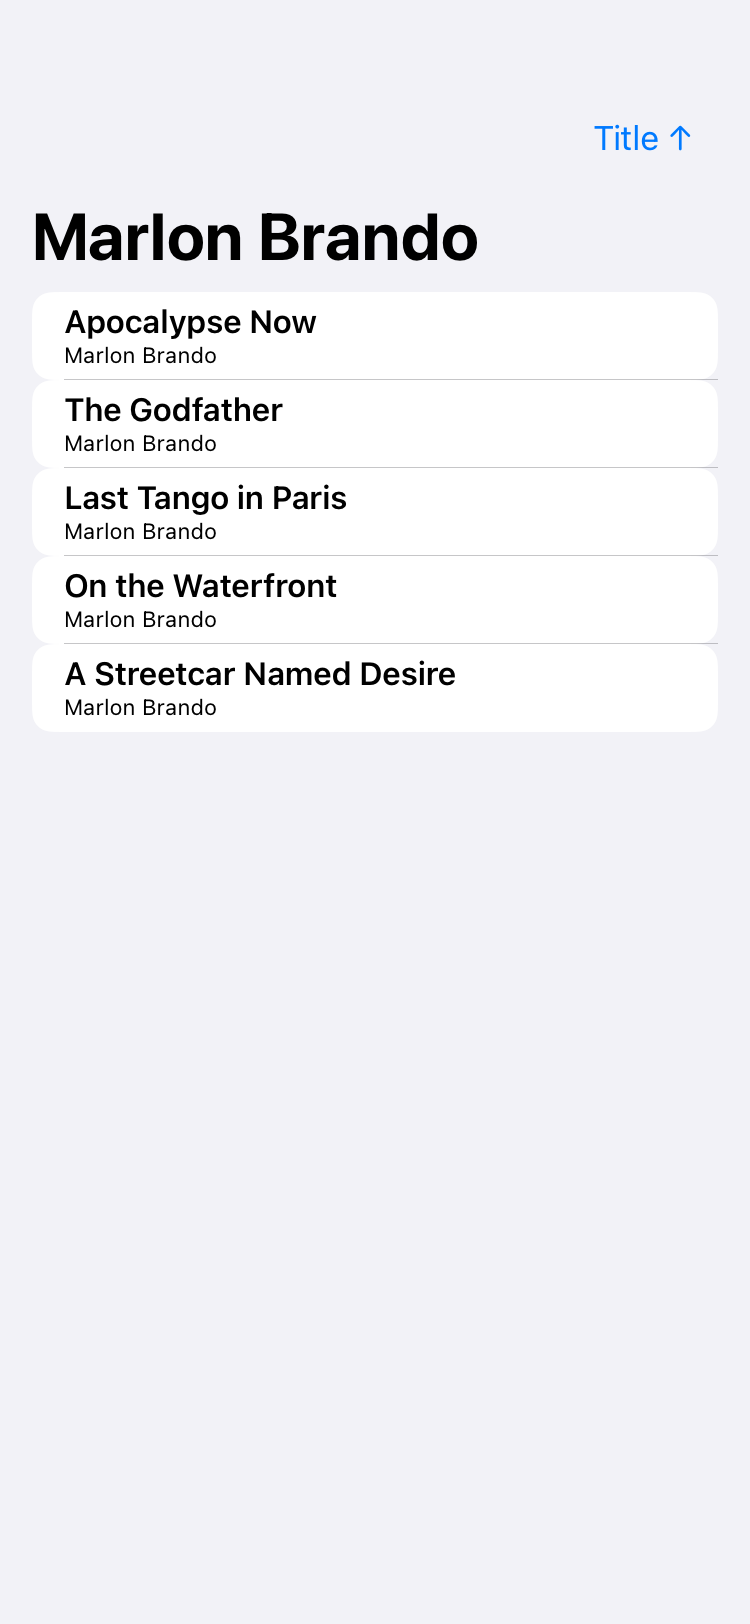 Title ↑
Marlon Brando
Apocalypse Now
Marlon Brando
The Godfather
Marlon Brando
Last Tango in Paris
Marlon Brando
On the Waterfront
Marlon Brando
A Streetcar Named Desire
Marlon Brando